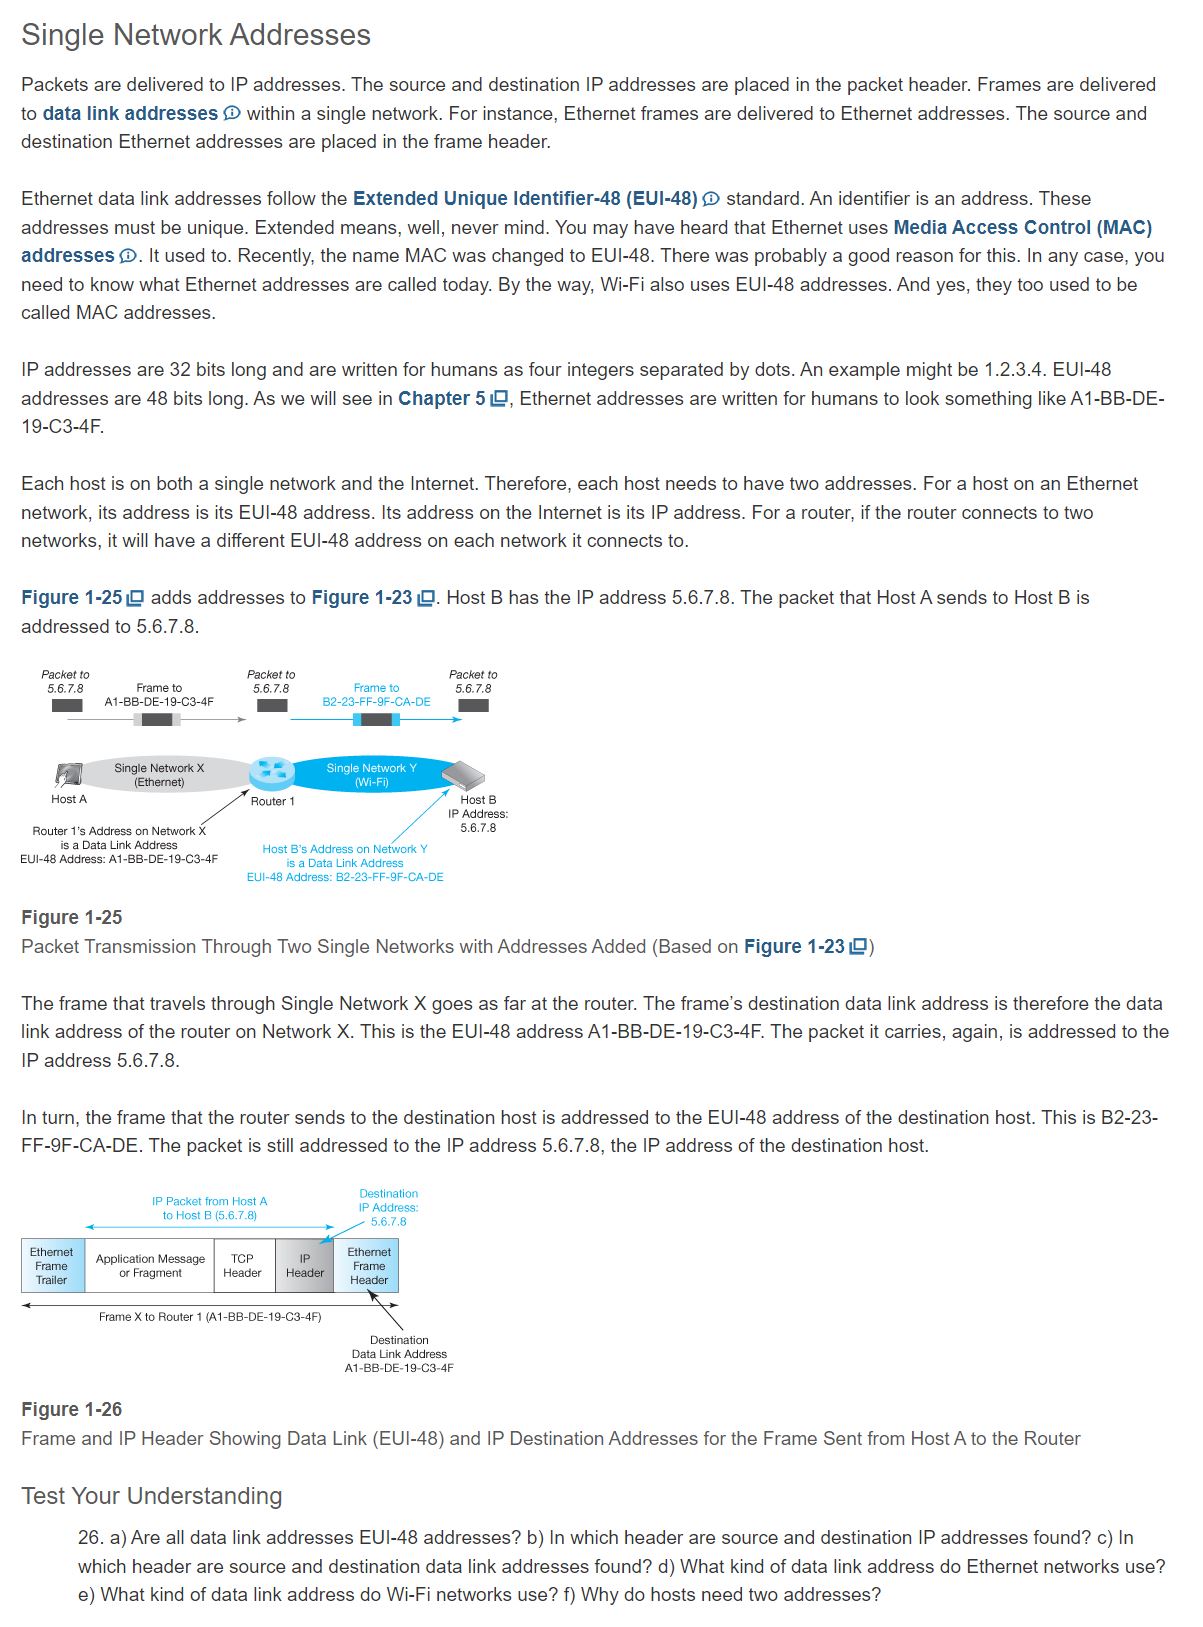 Single Network Addresses
Packets are delivered to IP addresses. The source and destination IP addresses are placed in the packet header. Frames are delivered
to data link addresses within a single network. For instance, Ethernet frames are delivered to Ethernet addresses. The source and
destination Ethernet addresses are placed in the frame header.
Ethernet data link addresses follow the Extended Unique Identifier-48 (EUI-48) standard. An identifier is an address. These
addresses must be unique. Extended means, well, never mind. You may have heard that Ethernet uses Media Access Control (MAC)
addresses. It used to. Recently, the name MAC was changed to EUI-48. There was probably a good reason for this. In any case, you
need to know what Ethernet addresses are called today. By the way, Wi-Fi also uses EUI-48 addresses. And yes, they too used to be
called MAC addresses.
IP addresses are 32 bits long and are written for humans as four integers separated by dots. An example might be 1.2.3.4. EUI-48
addresses are 48 bits long. As we will see in Chapter 5, Ethernet addresses are written for humans to look something like A1-BB-DE-
19-C3-4F.
Each host is on both a single network and the Internet. Therefore, each host needs to have two addresses. For a host on an Ethernet
network, its address is its EUI-48 address. Its address on the Internet is its IP address. For a router, if the router connects to two
networks, it will have a different EUI-48 address on each network it connects to.
Figure 1-25 adds addresses to Figure 1-23. Host B has the IP address 5.6.7.8. The packet that Host A sends to Host B is
addressed to 5.6.7.8.
Packet to
5.6.7.8
Frame to
A1-BB-DE-19-C3-4F
Packet to
5.6.7.8
Frame to
B2-23-FF-9F-CA-DE
Packet to
5.6.7.8
Single Network X
(Ethernet)
Single Network Y
(Wi-Fi)
Host A
Router 1
Host B
IP Address:
5.6.7.8
Router 1's Address on Network X
is a Data Link Address
EUI-48 Address: A1-BB-DE-19-C3-4F
Host B's Address on Network Y
is a Data Link Address
EUI-48 Address: B2-23-FF-9F-CA-DE
Figure 1-25
Packet Transmission Through Two Single Networks with Addresses Added (Based on Figure 1-23)
The frame that travels through Single Network X goes as far at the router. The frame's destination data link address is therefore the data
link address of the router on Network X. This is the EUI-48 address A1-BB-DE-19-C3-4F. The packet it carries, again, is addressed to the
IP address 5.6.7.8.
In turn, the frame that the router sends to the destination host is addressed to the EUI-48 address of the destination host. This is B2-23-
FF-9F-CA-DE. The packet is still addressed to the IP address 5.6.7.8, the IP address of the destination host.
IP Packet from Host A
to Host B (5.6.7.8)
Destination
IP Address:
5.6.7.8
Ethernet
Frame
Trailer
Application Message
or Fragment
TCP
Header
IP
Header
Ethernet
Frame
Header
Frame X to Router 1 (A1-BB-DE-19-C3-4F)
Destination
Data Link Address
A1-BB-DE-19-C3-4F
Figure 1-26
Frame and IP Header Showing Data Link (EUI-48) and IP Destination Addresses for the Frame Sent from Host A to the Router
Test Your Understanding
26. a) Are all data link addresses EUI-48 addresses? b) In which header are source and destination IP addresses found? c) In
which header are source and destination data link addresses found? d) What kind of data link address do Ethernet networks use?
e) What kind of data link address do Wi-Fi networks use? f) Why do hosts need two addresses?